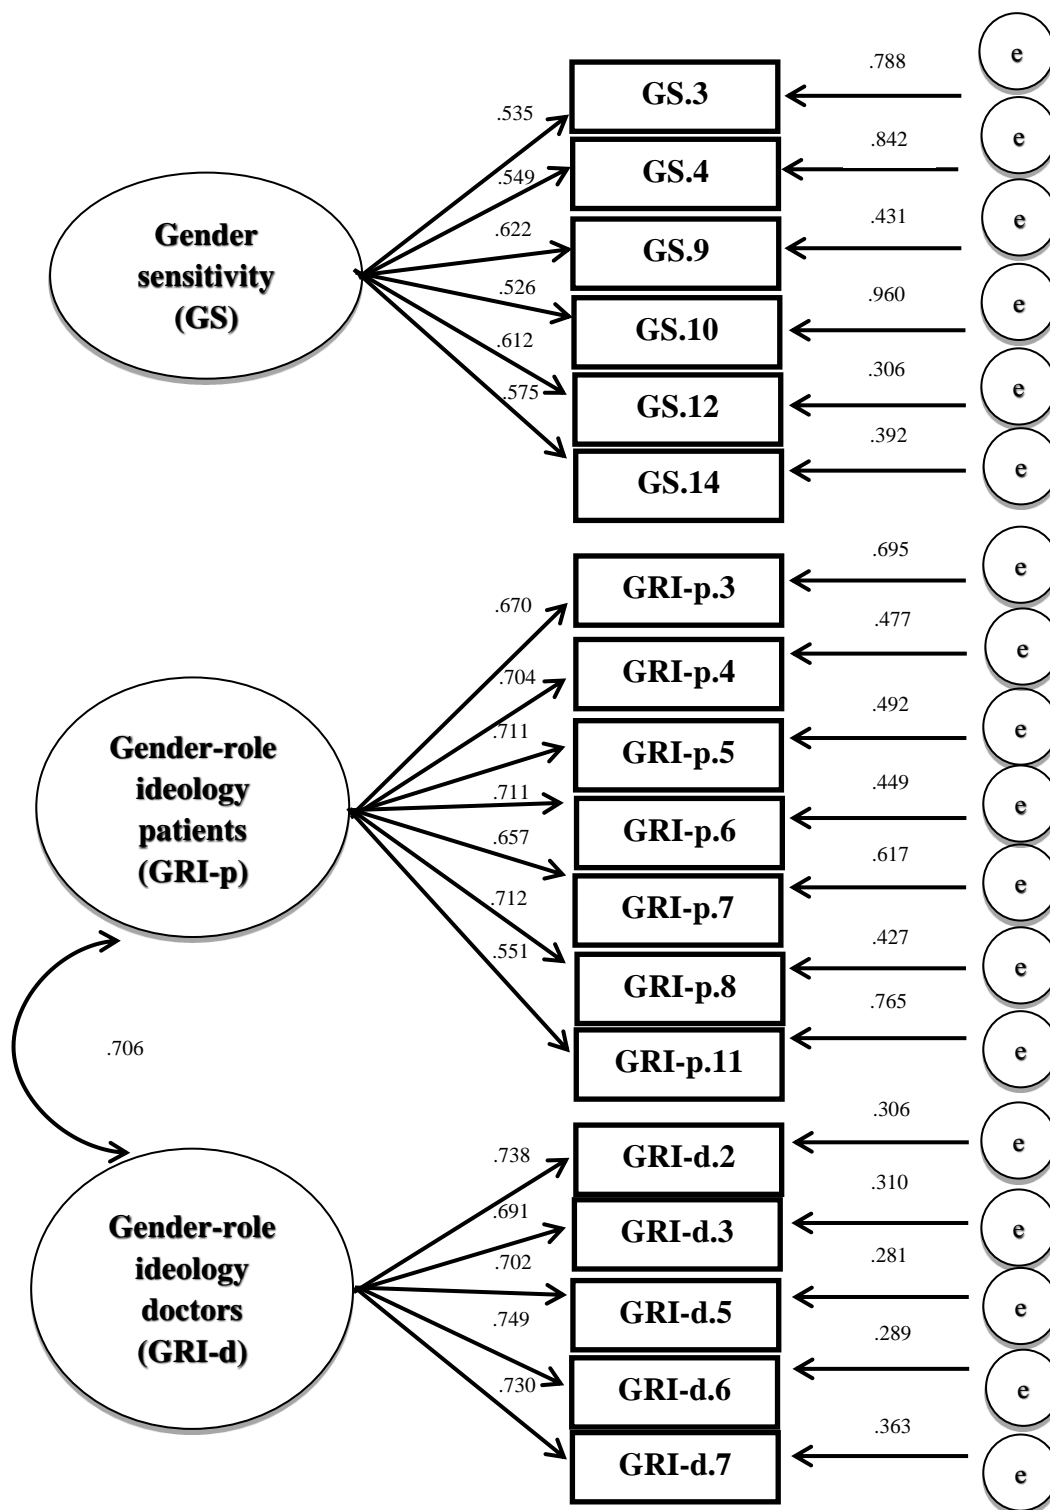 e
.788
GS.3
.535
e
.842
GS.4
.549
e
.431
GS.9
.622
Gender
sensitivity
(GS)
e
.960
GS.10
.526
e
.306
GS.12
.612
e
.392
GS.14
.575
e
.695
GRI-p.3
.670
e
.477
GRI-p.4
.704
e
.492
GRI-p.5
.711
Gender-role
ideology
patients
(GRI-p)
e
.449
GRI-p.6
.711
e
.617
GRI-p.7
.657
e
.427
GRI-p.8
.712
e
.765
GRI-p.11
.551
.706
e
.306
GRI-d.2
.738
e
.310
GRI-d.3
.691
Gender-role
ideology
doctors
(GRI-d)
e
.281
GRI-d.5
.702
e
.289
GRI-d.6
.749
e
.363
GRI-d.7
.730